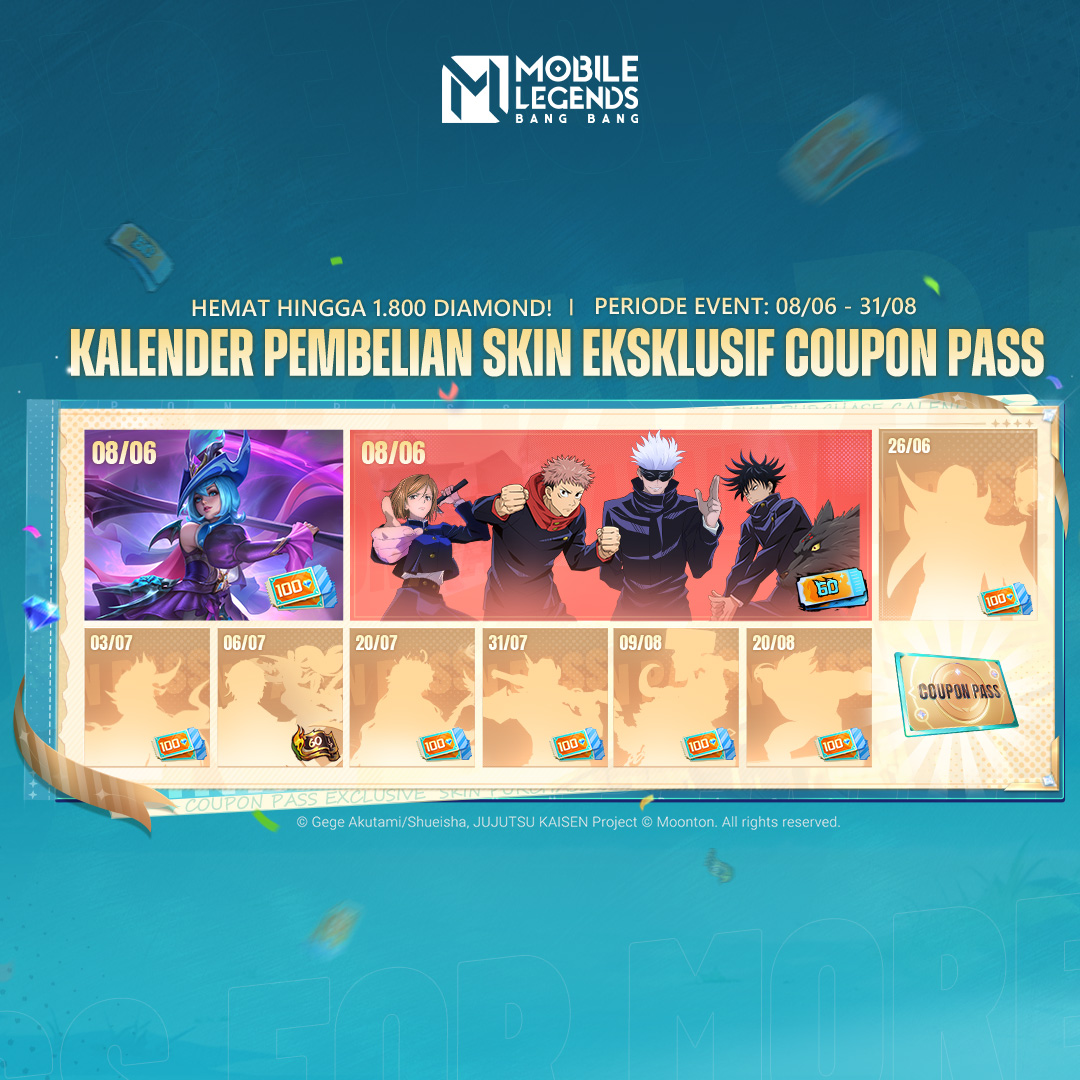 MOBILE
LEGENDS
BANG BANG
HEMAT HINGGA 1.800 DIAMOND! | PERIODE EVENT: 08/06 - 31/08
KALENDER PEMBELIAN SKIN EKSKLUSIF COUPON PASS
08/06
100
08/06
60
26/06
100
03/07
100
06/07
60
20/07
100
31/07
100
09/08
100
20/08
100
COUPON PASS
COUPON PASS EXCLUSIVE SKIN
© Gege Akutami/Shueisha, JUJUTSU KAISEN Project © Moonton. All rights reserved.
FOR MORE